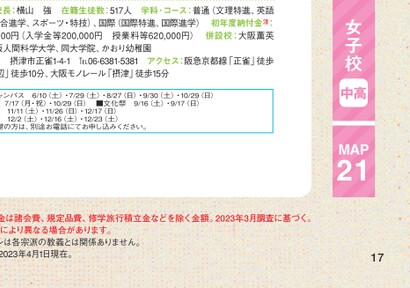 長：横山　強　在籍生徒数：517人　学科・コース：普通（文理特進、英
合進学、スポーツ・特技）、国際（国際特進、国際進学）　初年度納付金※：
000円（入学金等200,000円　授業料等620,000円）　併設校：大阪薫英
人間科学大学、同大学院、かおり幼稚園
摂津市正雀1-4-1　℡06-6381-5381　アクセス：阪急京都線「正雀」徒歩
辺」徒歩10分、大阪モノレール「摂津」徒歩15分
ンパス　6/10（土）・7/29（土）・8/27（日）・9/30（土）・10/29（日）
7/17（月・祝）・10/29（日）　■文化祭　9/16（土）・9/17（日）
11/11（土）・11/26（日）・12/17（日）
12/2（土）・12/16（土）・12/23（土）
の方は、別途お電話にてお申し込みください。
女子校
中高
MAP
21
金は諸会費、規定品費、修学旅行積立金などを除く金額。2023年3月調査に基づく。
により異なる場合があります。
ンは各宗派の教義とは関係ありません。
2023年4月1日現在。
17